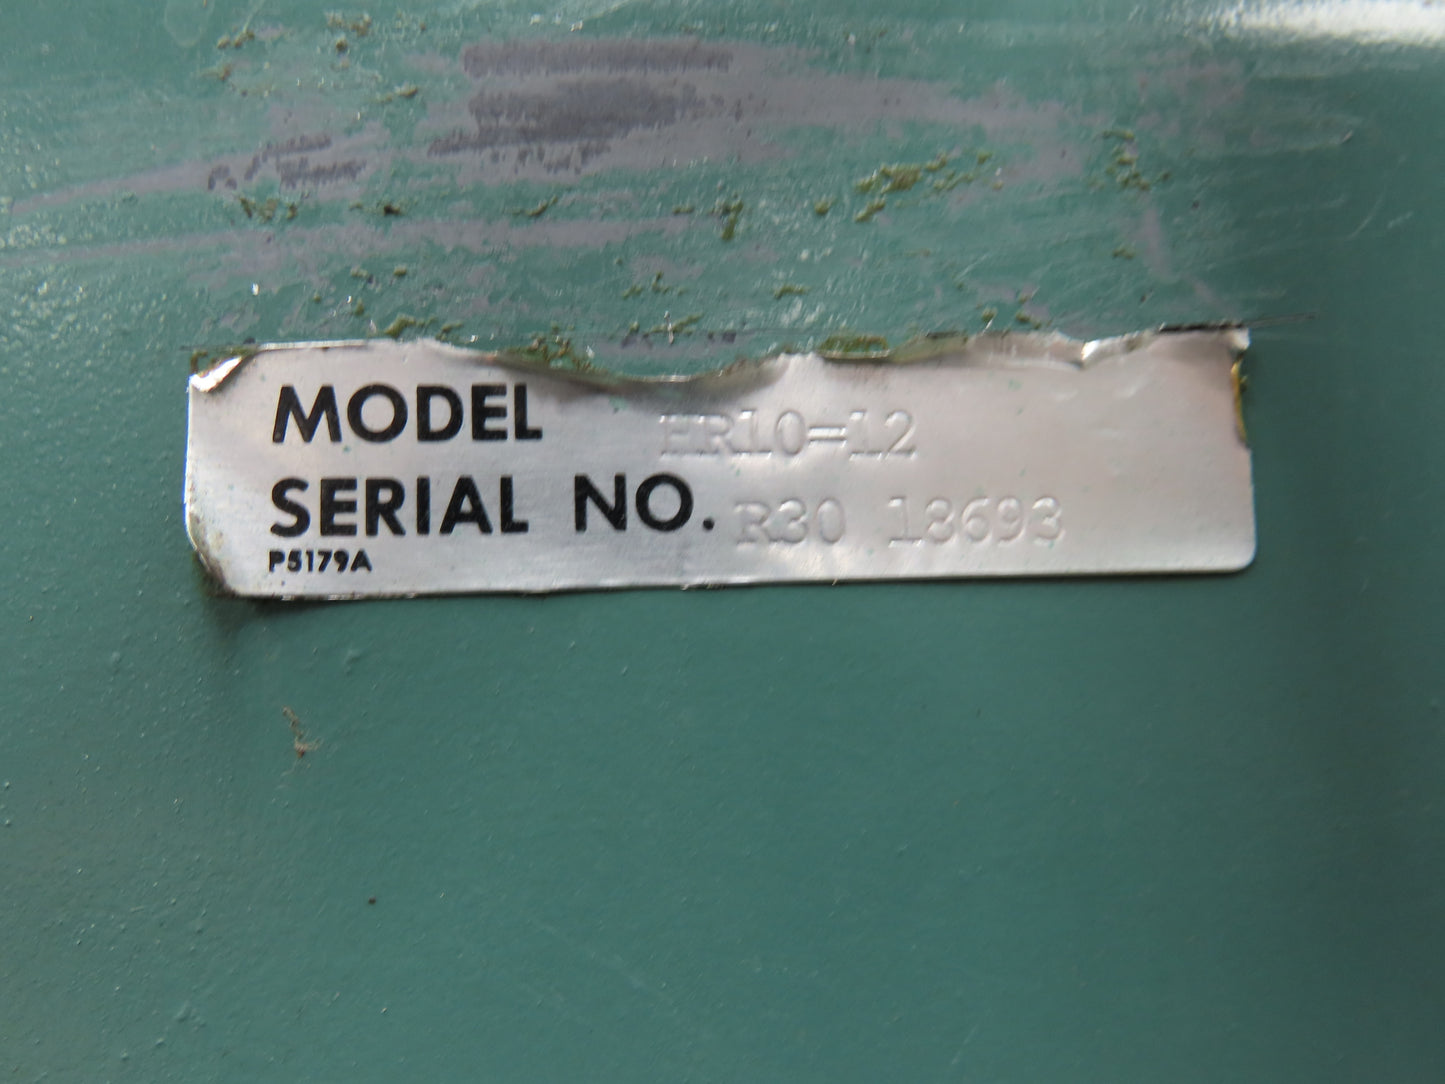 MODEL HR10=12
SERIAL NO. R30 18693
P5179A